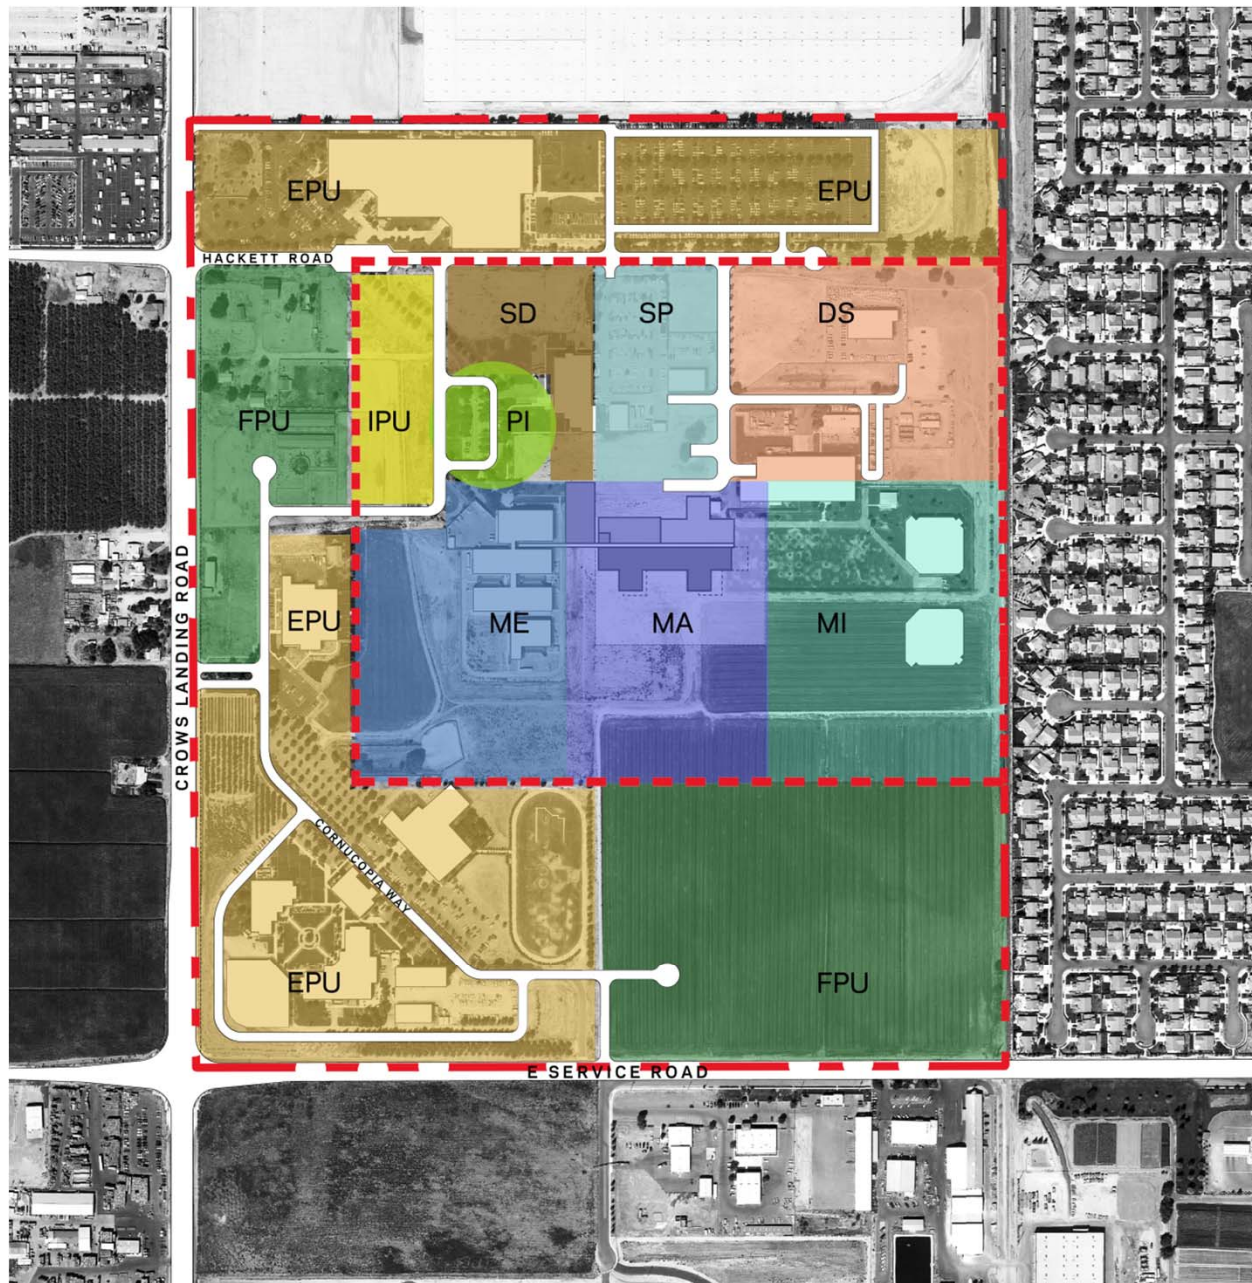 EPU
EPU
HACKETT ROAD
SD
SP
DS
FPU
IPU
PI
EPU
ME
MA
MI
CROWS LANDING ROAD
CORNUCOPIA WAY
EPU
FPU
E SERVICE ROAD